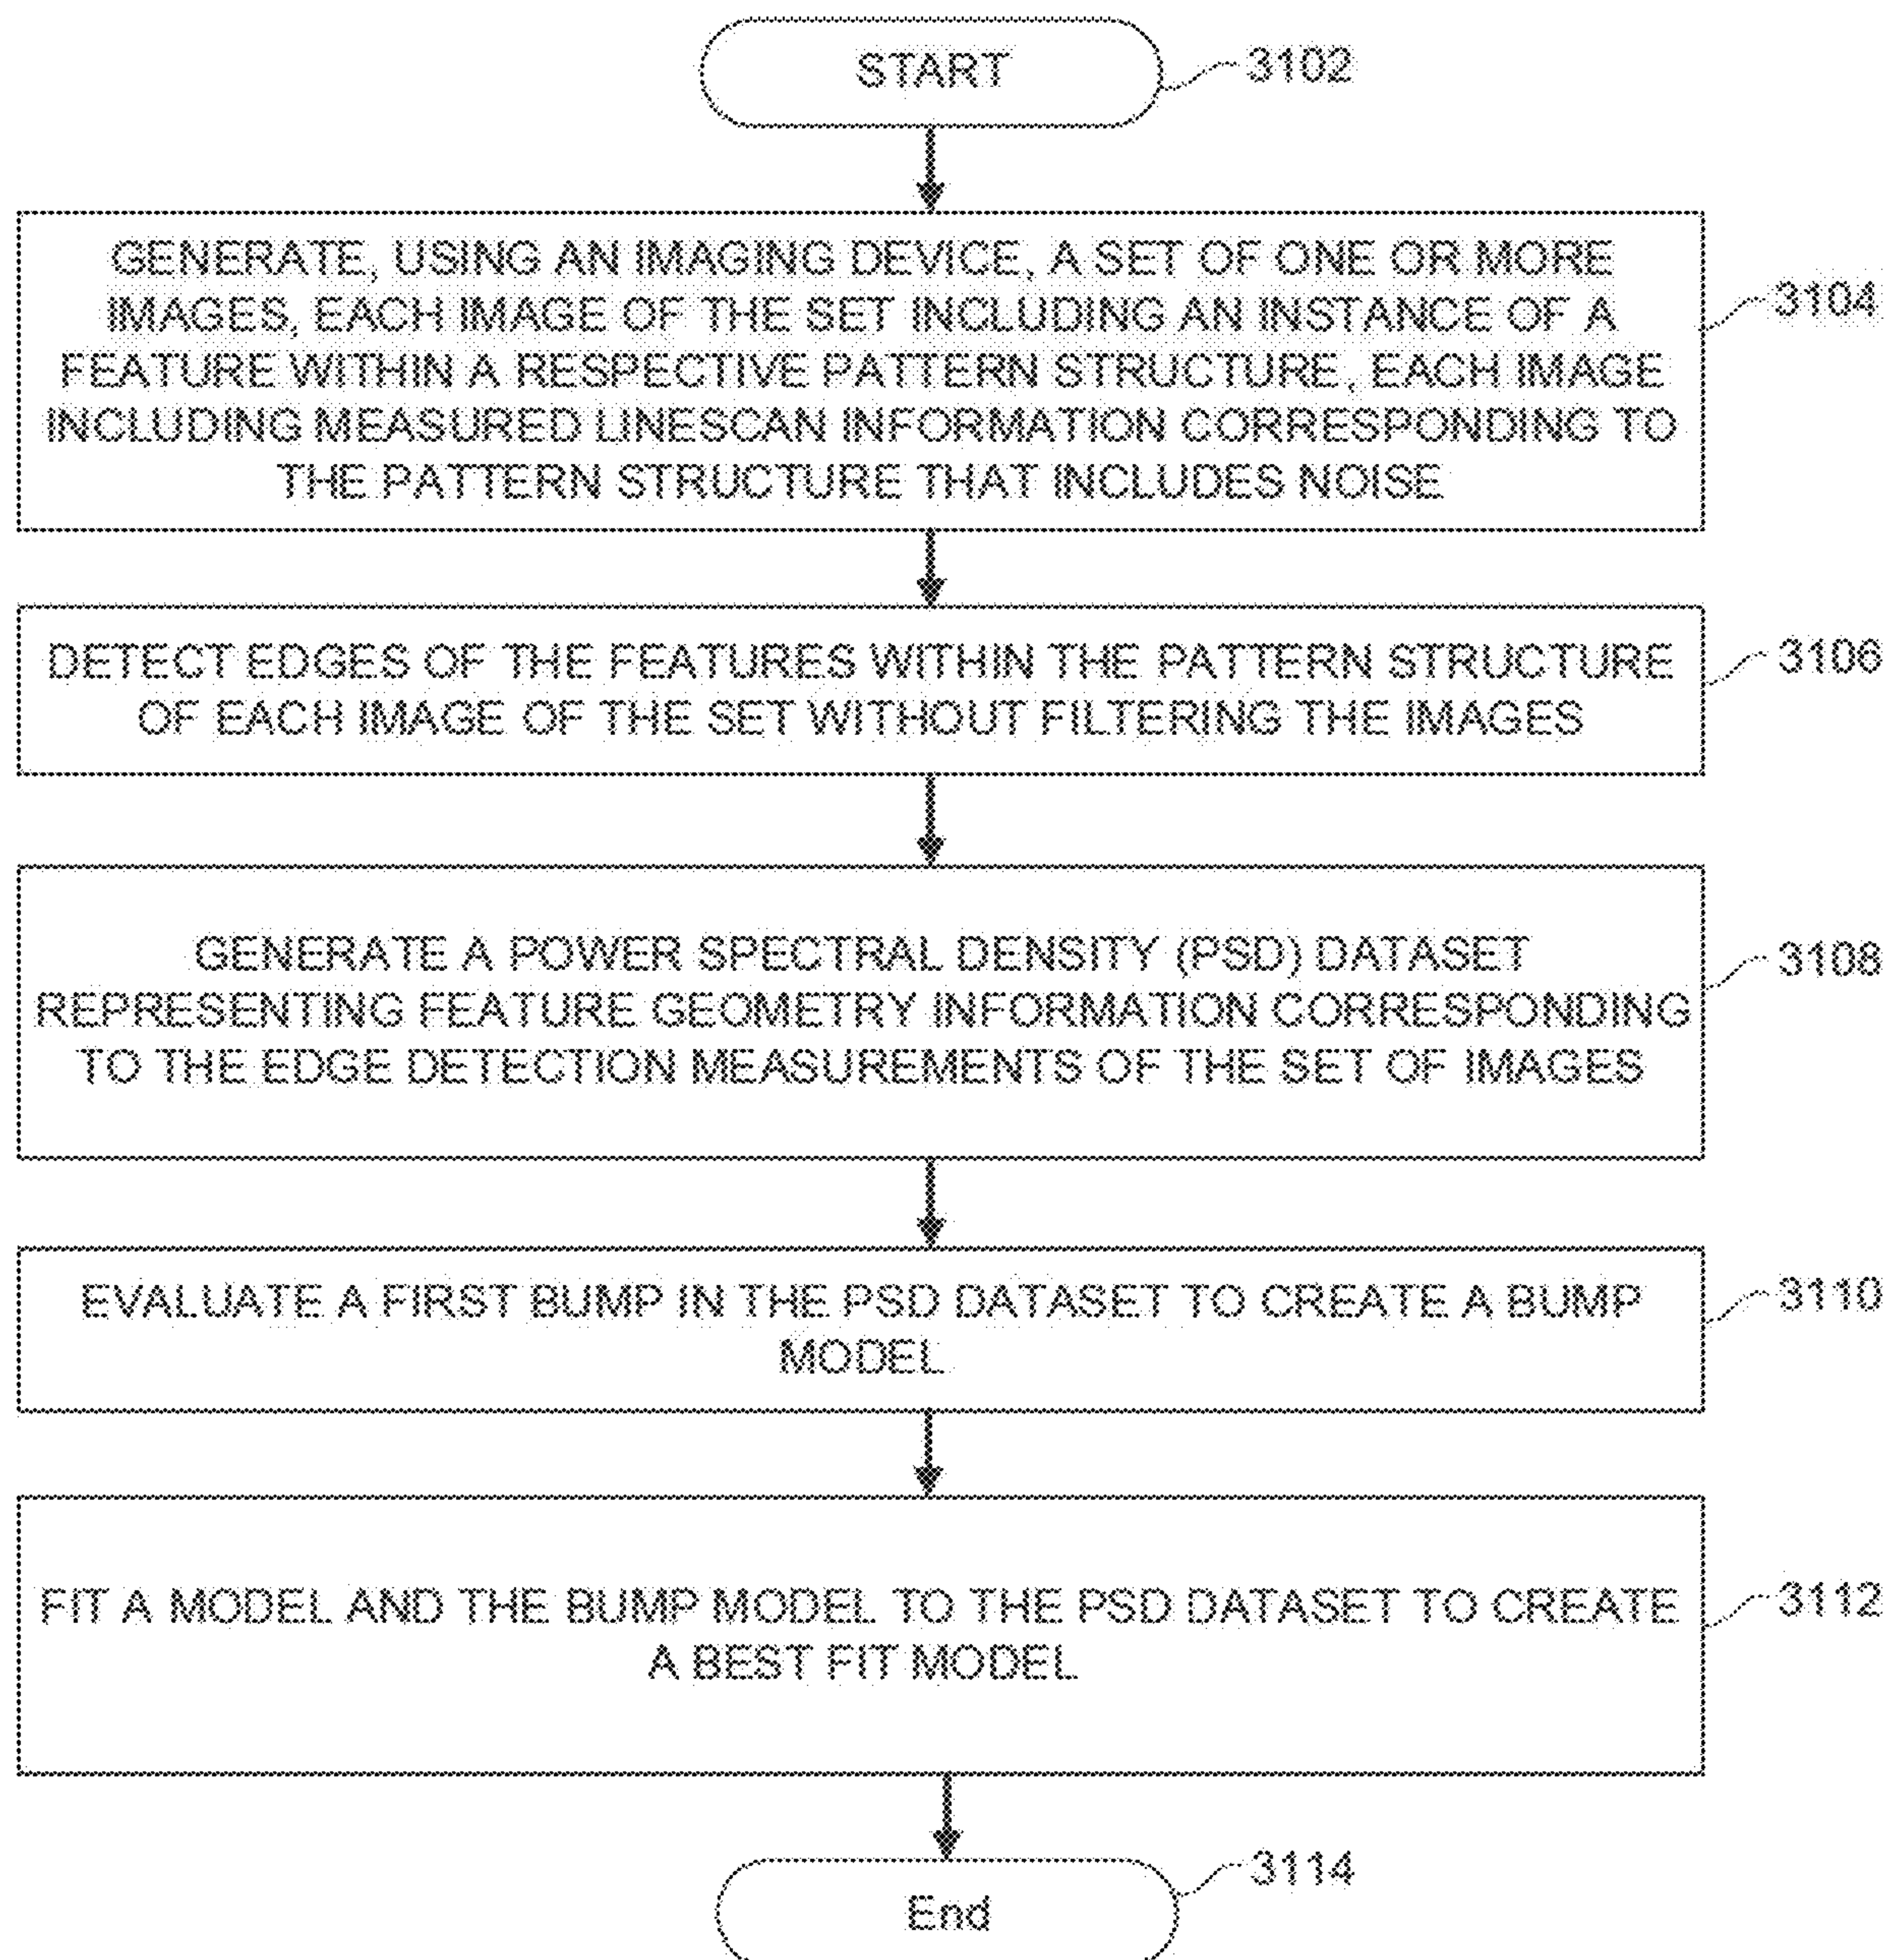 START
3102
GENERATE, USING AN IMAGING DEVICE, A SET OF ONE OR MORE
IMAGES, EACH IMAGE OF THE SET INCLUDING AN INSTANCE OF A
FEATURE WITHIN A RESPECTIVE PATTERN STRUCTURE, EACH IMAGE
INCLUDING MEASURED LINESCAN INFORMATION CORRESPONDING TO
THE PATTERN STRUCTURE THAT INCLUDES NOISE
3104
DETECT EDGES OF THE FEATURES WITHIN THE PATTERN STRUCTURE
OF EACH IMAGE OF THE SET WITHOUT FILTERING THE IMAGES
3106
GENERATE A POWER SPECTRAL DENSITY (PSD) DATASET
REPRESENTING FEATURE GEOMETRY INFORMATION CORRESPONDING
TO THE EDGE DETECTION MEASUREMENTS OF THE SET OF IMAGES
3108
EVALUATE A FIRST BUMP IN THE PSD DATASET TO CREATE A BUMP
MODEL
3110
FIT A MODEL AND THE BUMP MODEL TO THE PSD DATASET TO CREATE
A BEST FIT MODEL
3112
End
3114